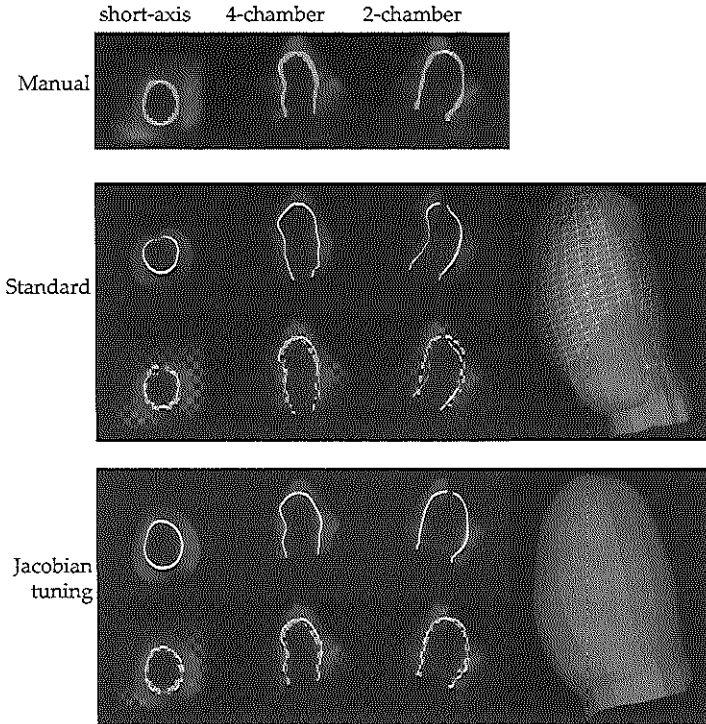 short-axis 4-chamber 2-chamber
Manual
Standard
Jacobian
tuning